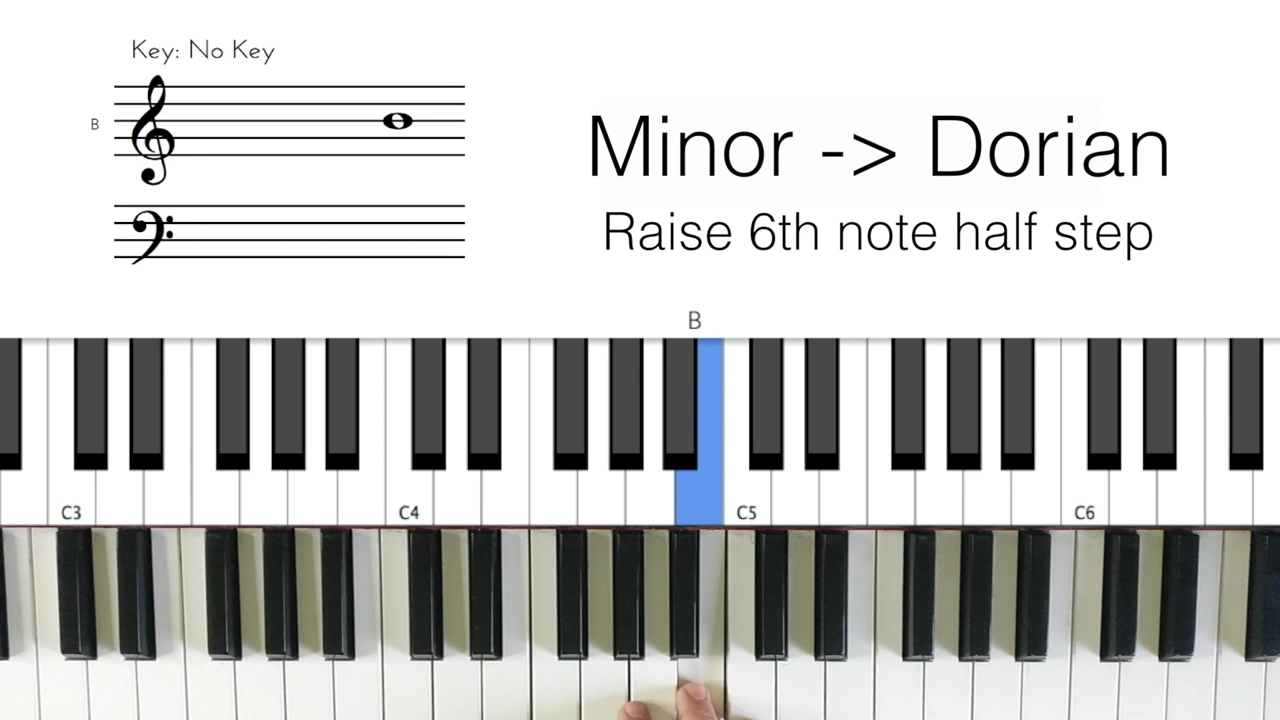 Key: No Key
B
Minor -> Dorian
Raise 6th note half step
B
C3
C4
C5
C6